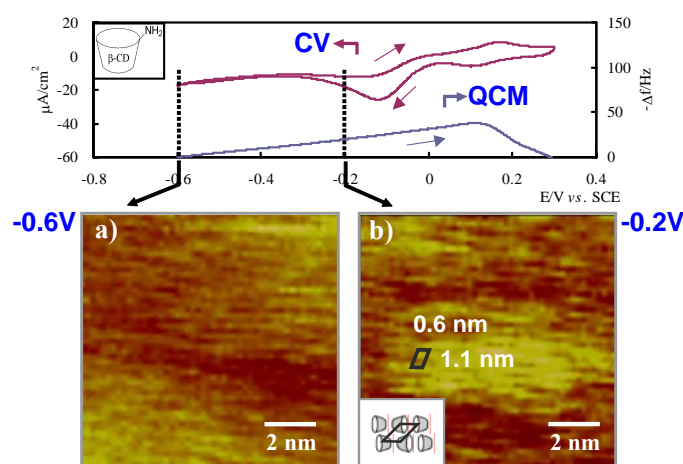 20
0
-20
-40
-60
μA/cm²
NH₂
β-CD
CV
QCM
150
100
50
0
-Δf/Hz
-0.8
-0.6
-0.4
-0.2
0
0.2
0.4
E/V vs. SCE
-0.6V
-0.2V
a)
2 nm
b)
0.6 nm
1.1 nm
2 nm